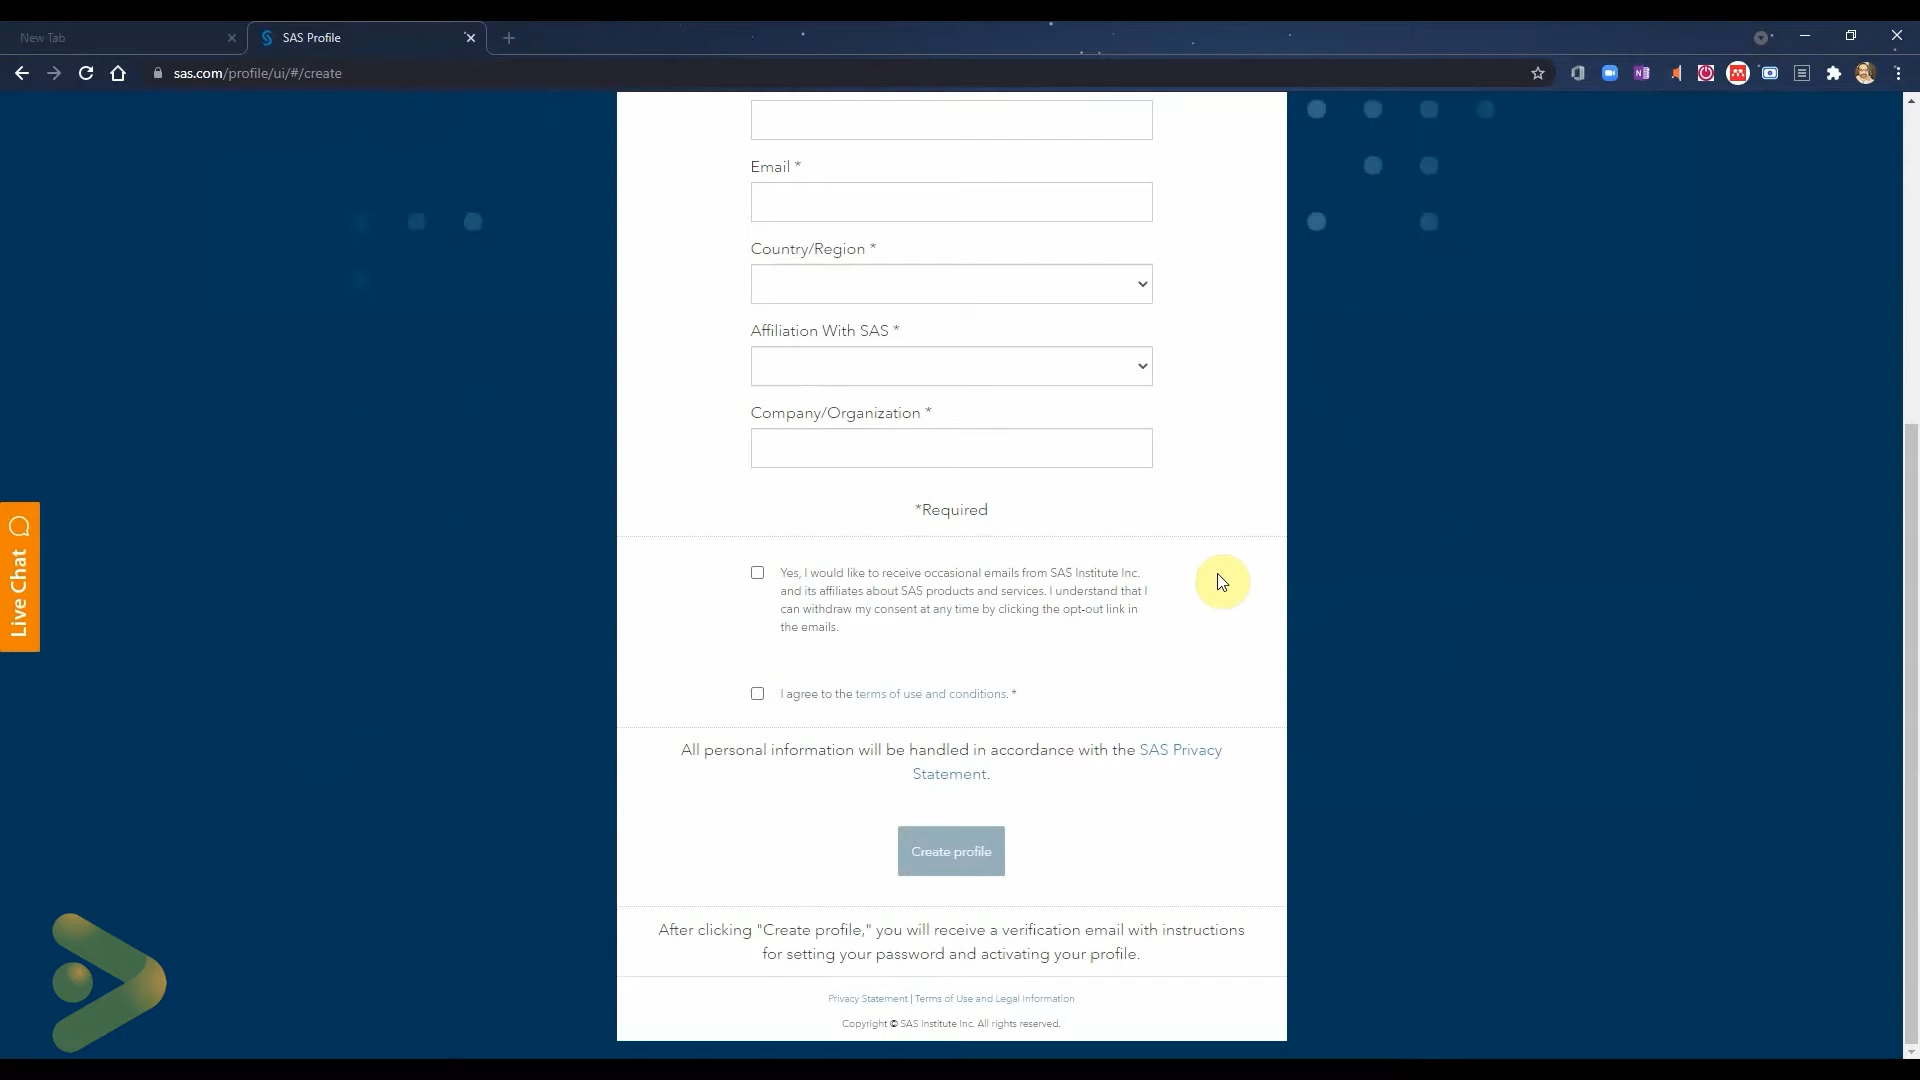 New Tab
SAS Profile
sas.com/profile/ui/#/create
Email *
Country/Region *
Affiliation With SAS *
Company/Organization *
*Required
Yes, I would like to receive occasional emails from SAS Institute Inc.
and its affiliates about SAS products and services. I understand that I
can withdraw my consent at any time by clicking the opt-out link in
the emails.
I agree to the terms of use and conditions. *
All personal information will be handled in accordance with the SAS Privacy
Statement.
Create profile
After clicking "Create profile," you will receive a verification email with instructions
for setting your password and activating your profile.
Privacy Statement | Terms of Use and Legal Information
Copyright © SAS Institute Inc. All rights reserved.
Live Chat